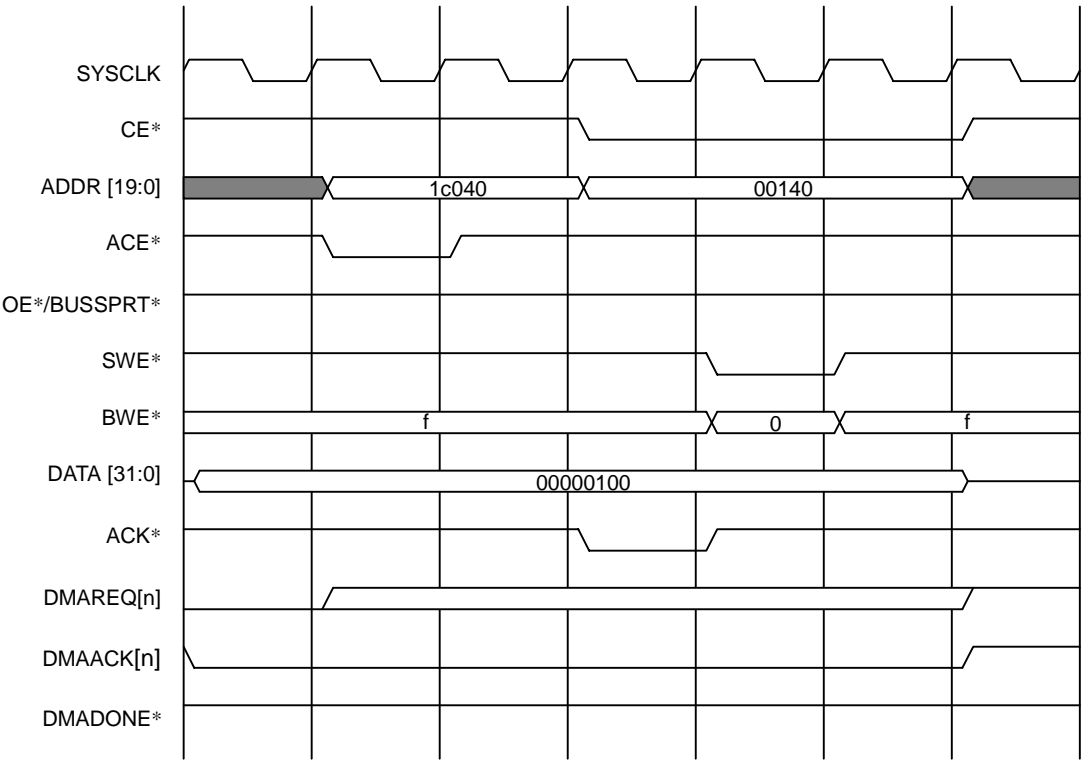 SYSCLK
CE*
ADDR [19:0] 1c040 00140
ACE*
OE*/BUSSPRT*
SWE*
BWE* f 0 f
DATA [31:0] 00000100
ACK*
DMAREQ[n]
DMAACK[n]
DMADONE*